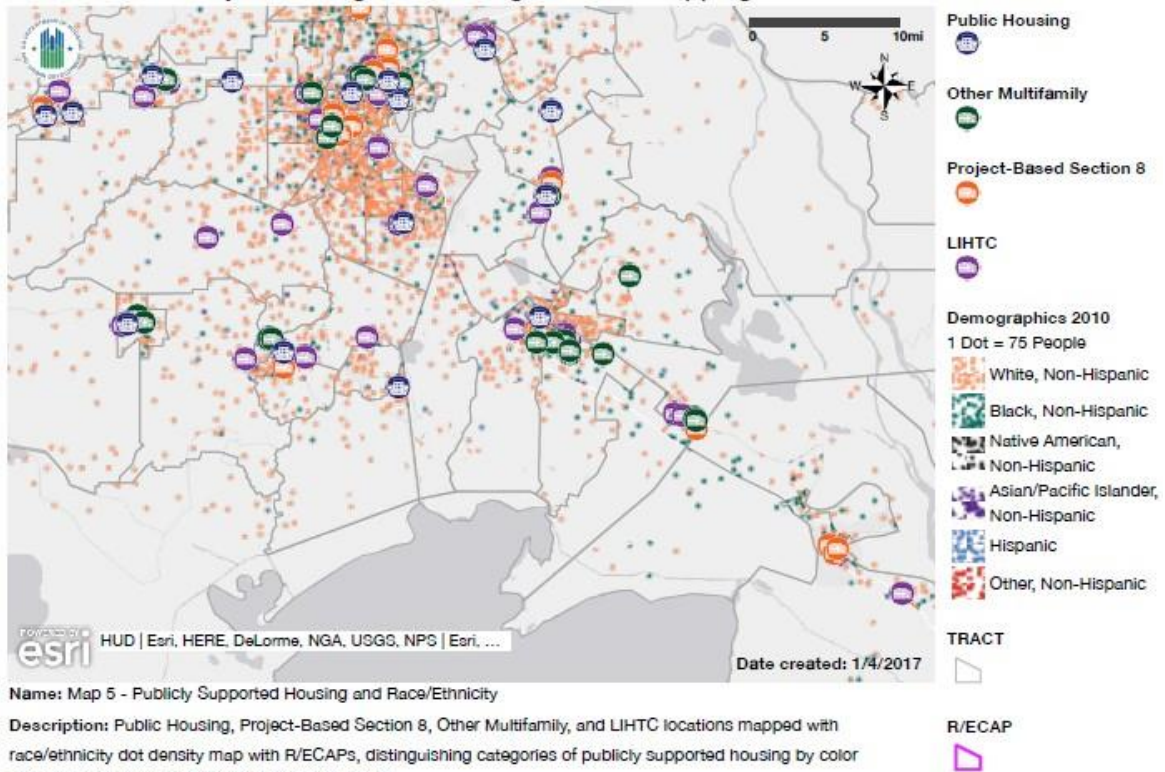 Public Housing
0 5 10mi
N
W E
S
Other Multifamily
Project-Based Section 8
LIHTC
Demographics 2010
1 Dot = 75 People
White, Non-Hispanic
Black, Non-Hispanic
Native American,
Non-Hispanic
Asian/Pacific Islander,
Non-Hispanic
Hispanic
Other, Non-Hispanic
TRACT
R/ECAP
POWERED BY
esri
HUD | Esri, HERE, DeLorme, NGA, USGS, NPS | Esri, ...
Date created: 1/4/2017
Name: Map 5 - Publicly Supported Housing and Race/Ethnicity
Description: Public Housing, Project-Based Section 8, Other Multifamily, and LIHTC locations mapped with
race/ethnicity dot density map with R/ECAPs, distinguishing categories of publicly supported housing by color